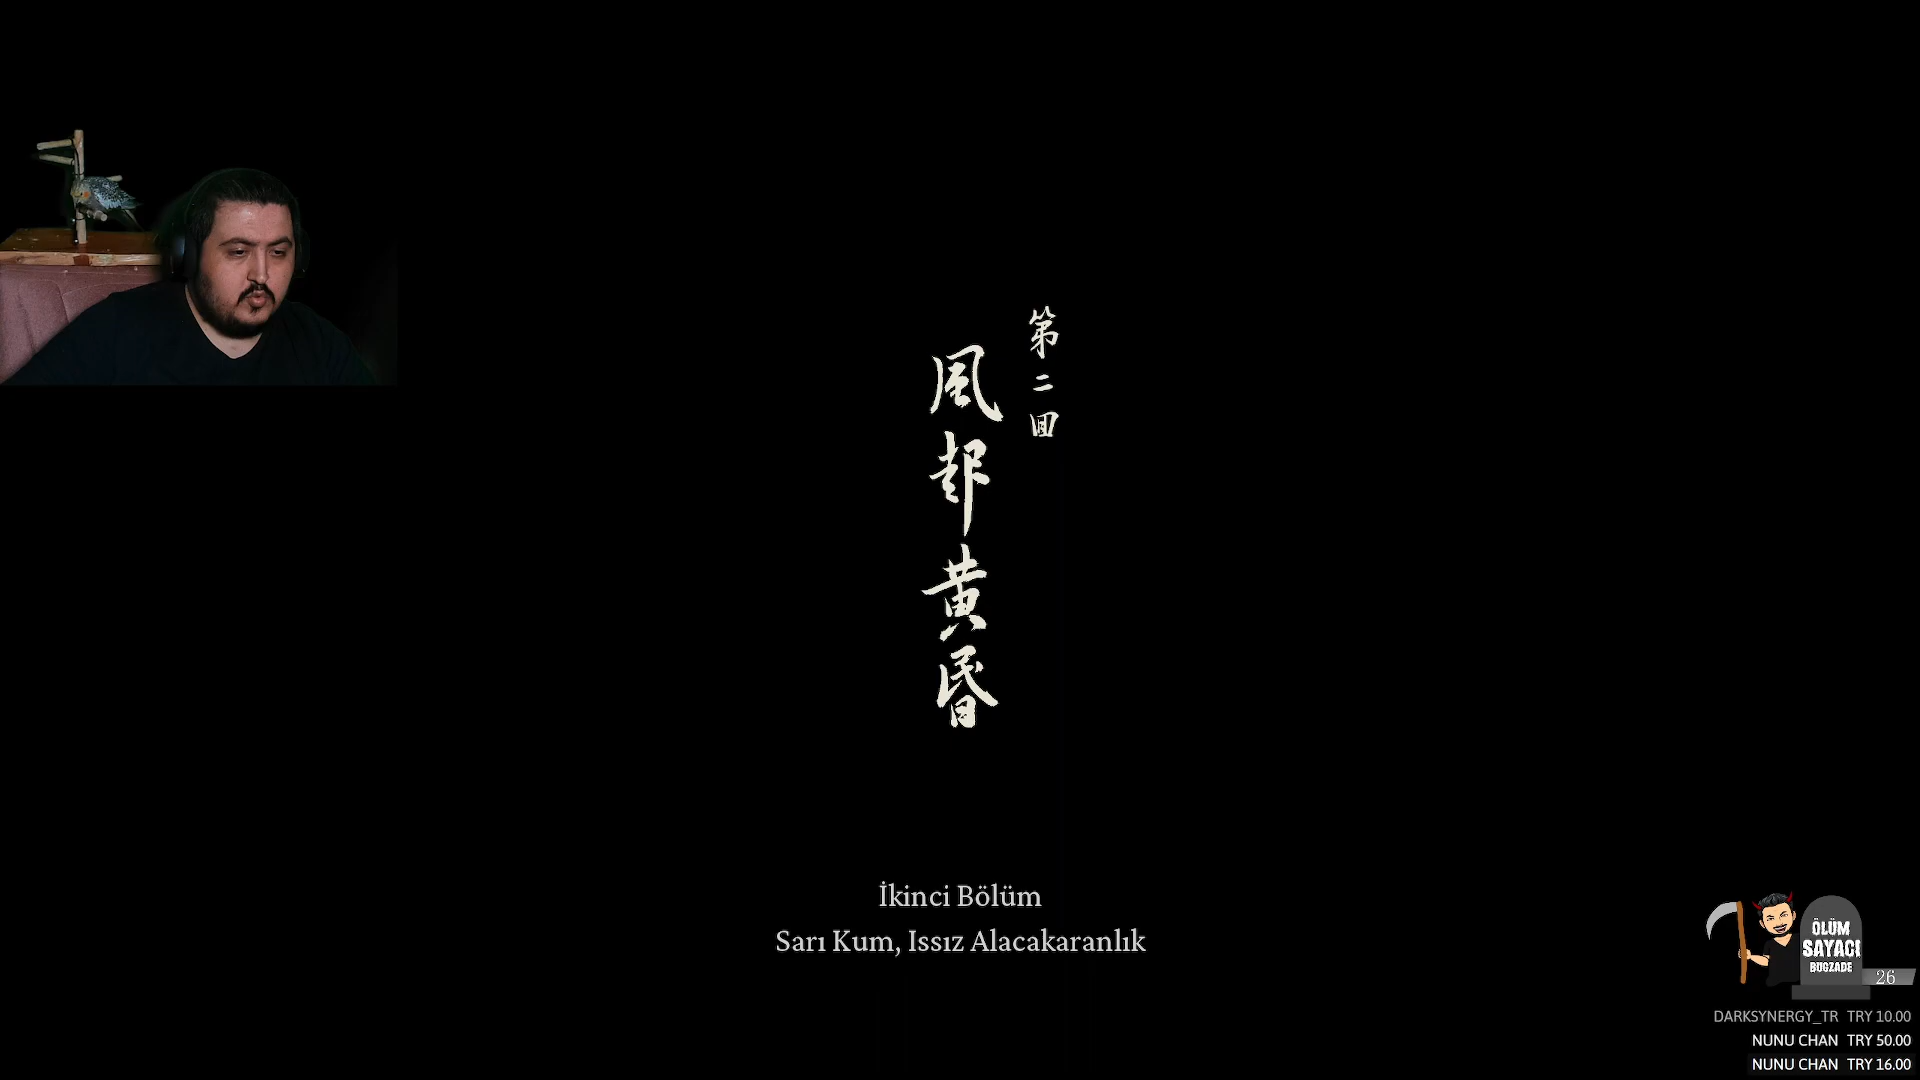 第二回
風起黄昏
İkinci Bölüm
Sarı Kum, Issız Alacakaranlık
ÖLÜM
SAYACI
BUGZADE
26
DARKSYNERGY_TR TRY 10.00
NUNU CHAN TRY 50.00
NUNU CHAN TRY 16.00